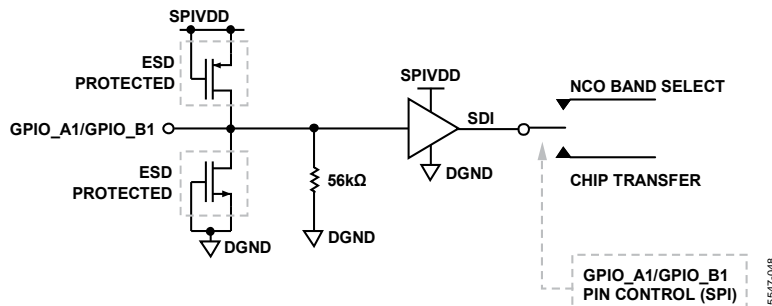 SPIVDD
ESD
PROTECTED
SPIVDD
NCO BAND SELECT
SDI
GPIO_A1/GPIO_B1
ESD
PROTECTED
56kΩ
DGND
CHIP TRANSFER
DGND
DGND
GPIO_A1/GPIO_B1
PIN CONTROL (SPI)